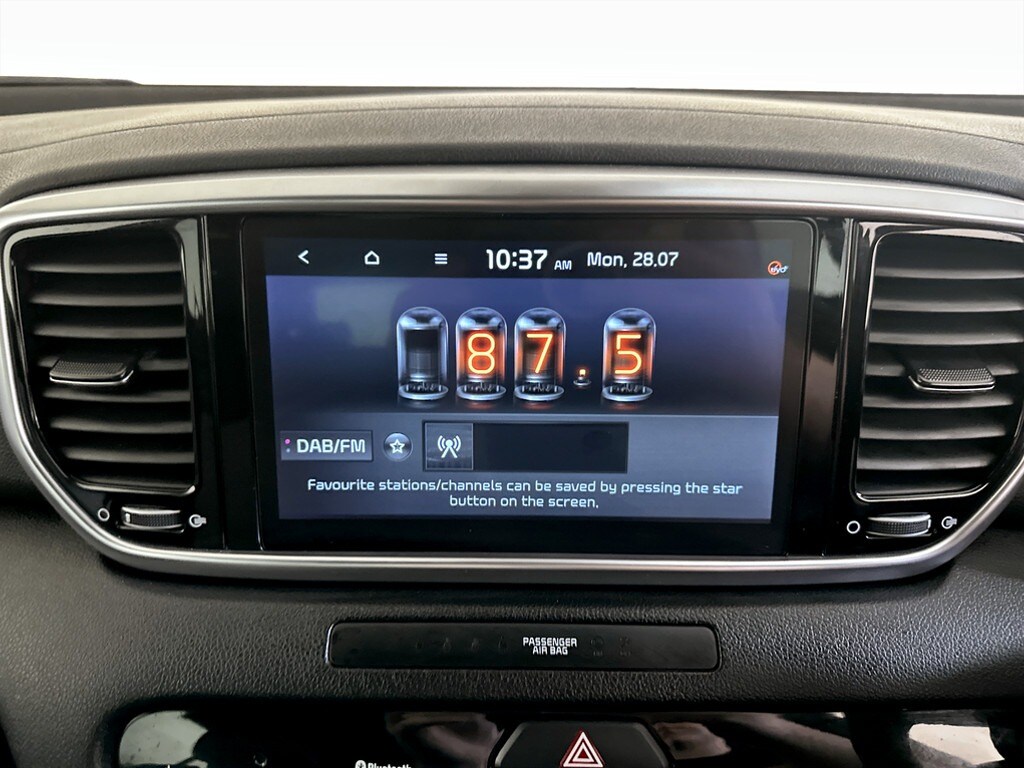 10:37 AM Mon, 28.07
87.5
DAB/FM
Favourite stations/channels can be saved by pressing the star
button on the screen.
PASSENGER
AIR BAG
Bluetooth